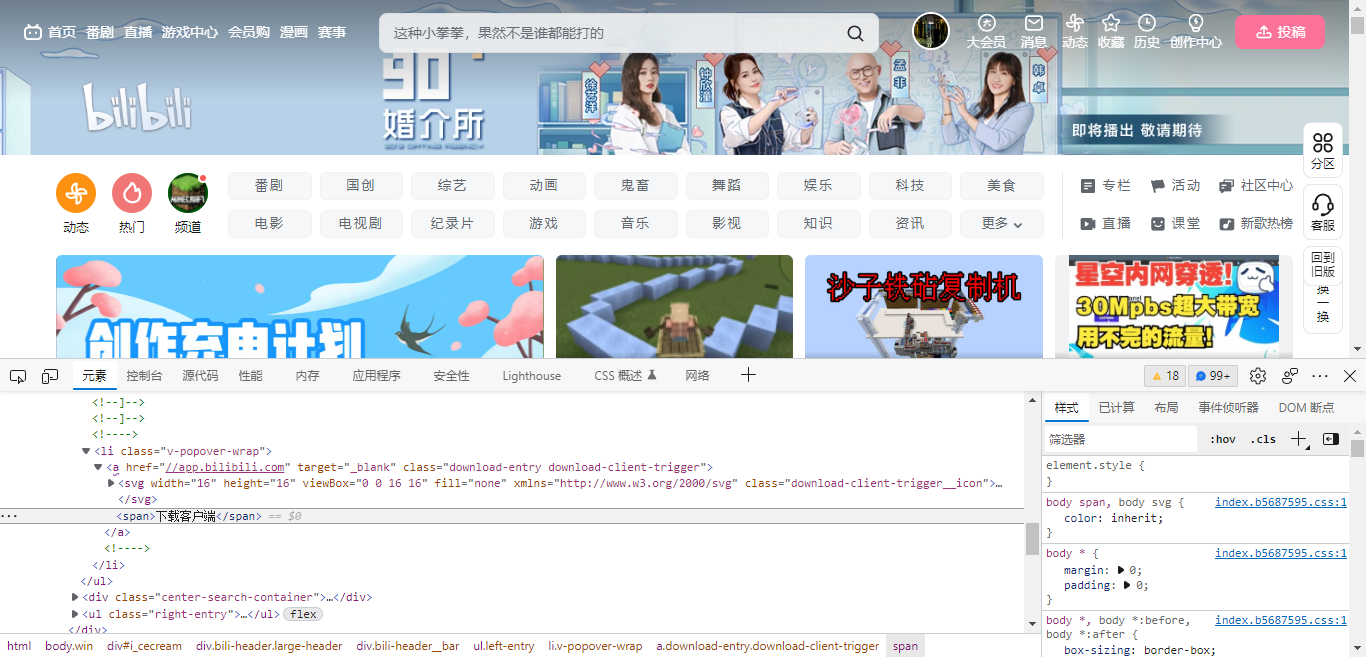 首页 番剧 直播 游戏中心 会员购 漫画 赛事
这种小拳拳，果然不是谁都能打的
大会员 消息 动态 收藏 历史 创作中心 投稿
bilibili
90
婚介所
徐艺洋
钟欣潼
孟非
韩卓
即将播出 敬请期待
分区
客服
回到
旧版
换
一
换
动态 热门 频道
MINECRAFT
番剧 国创 综艺 动画 鬼畜 舞蹈 娱乐 科技 美食
专栏 活动 社区中心
电影 电视剧 纪录片 游戏 音乐 影视 知识 资讯 更多
直播 课堂 新歌热榜
创作充电计划
沙子铁砧复制机
星空内网穿透!
30Mpbs超大带宽
用不完的流量!
元素 控制台 源代码 性能 内存 应用程序 安全性 Lighthouse CSS 概述 网络
18 99+
<!--]-->
<!--]-->
<!---->
<li class="v-popover-wrap">
<a href="//app.bilibili.com" target="_blank" class="download-entry download-client-trigger">
<svg width="16" height="16" viewBox="0 0 16 16" fill="none" xmlns="http://www.w3.org/2000/svg" class="download-client-trigger__icon">…
</svg>
<span>下载客户端</span> == $0
</a>
<!---->
</li>
</ul>
<div class="center-search-container">…</div>
<ul class="right-entry">…</ul> flex
</div>
样式 已计算 布局 事件侦听器 DOM 断点
筛选器 :hov .cls
element.style {
}
body span, body svg { index.b5687595.css:1
color: inherit;
}
body * { index.b5687595.css:1
margin: 0;
padding: 0;
}
body *, body *:before, index.b5687595.css:1
body *:after {
box-sizing: border-box;
html body.win div#i_cecream div.bili-header.large-header div.bili-header__bar ul.left-entry li.v-popover-wrap a.download-entry.download-client-trigger span